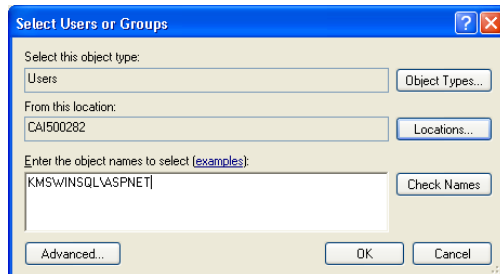 Select Users or Groups
Select this object type:
Users
Object Types...
From this location:
CAI500282
Locations...
Enter the object names to select (examples):
KMSWINSQL\ASPNET
Check Names
Advanced...
OK
Cancel